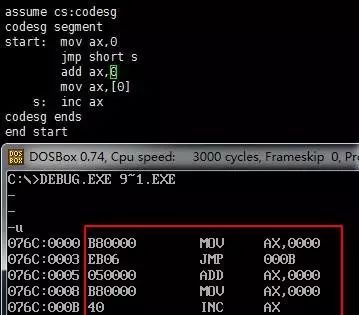 assume cs:codesg
codesg segment
start:  mov ax,0
        jmp short s
        add ax,0
        mov ax,[0]
    s:  inc ax
codesg ends
end start
DOS BOX DOSBox 0.74, Cpu speed:    3000 cycles, Frameskip  0, Pro
C:\>DEBUG.EXE 9~1.EXE
-
-
-u
076C:0000 B80000        MOV     AX,0000
076C:0003 EB06          JMP     000B
076C:0005 050000        ADD     AX,0000
076C:0008 B80000        MOV     AX,0000
076C:000B 40            INC     AX